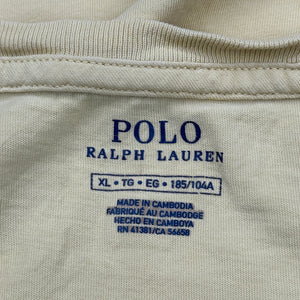 POLO
RALPH LAUREN
XL • TG • EG • 185/104A
MADE IN CAMBODIA
FABRIQUÉ AU CAMBODGE
HECHO EN CAMBOYA
RN 41381/CA 56658